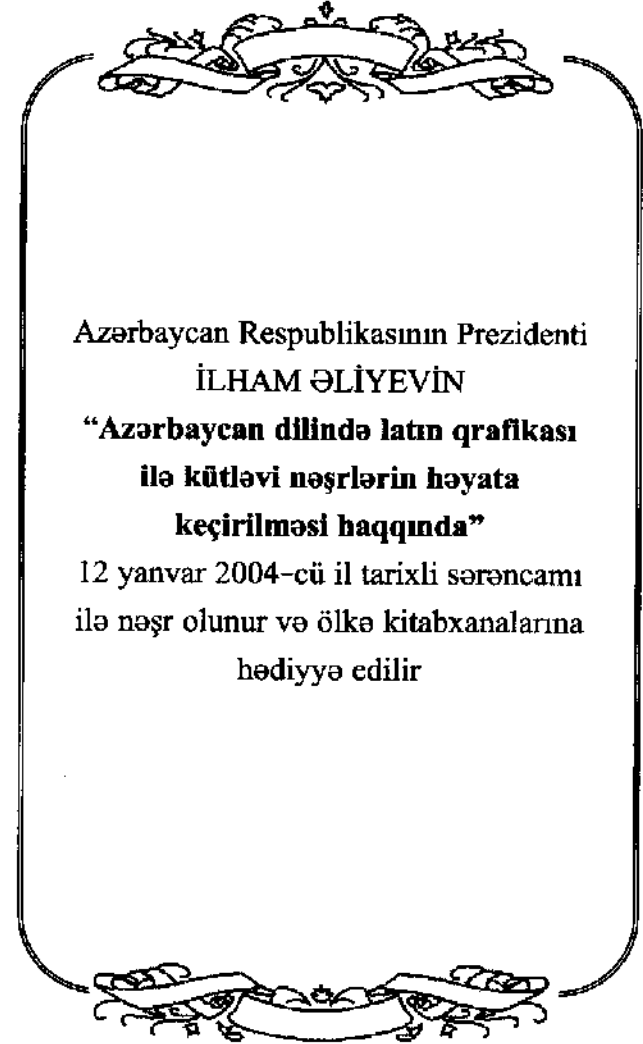 Azərbaycan Respublikasının Prezidenti
İLHAM ƏLİYEVİN
“Azərbaycan dilində latın qrafikası
ilə kütləvi nəşrlərin həyata
keçirilməsi haqqında”
12 yanvar 2004-cü il tarixli sərəncamı
ilə nəşr olunur və ölkə kitabxanalarına
hədiyyə edilir